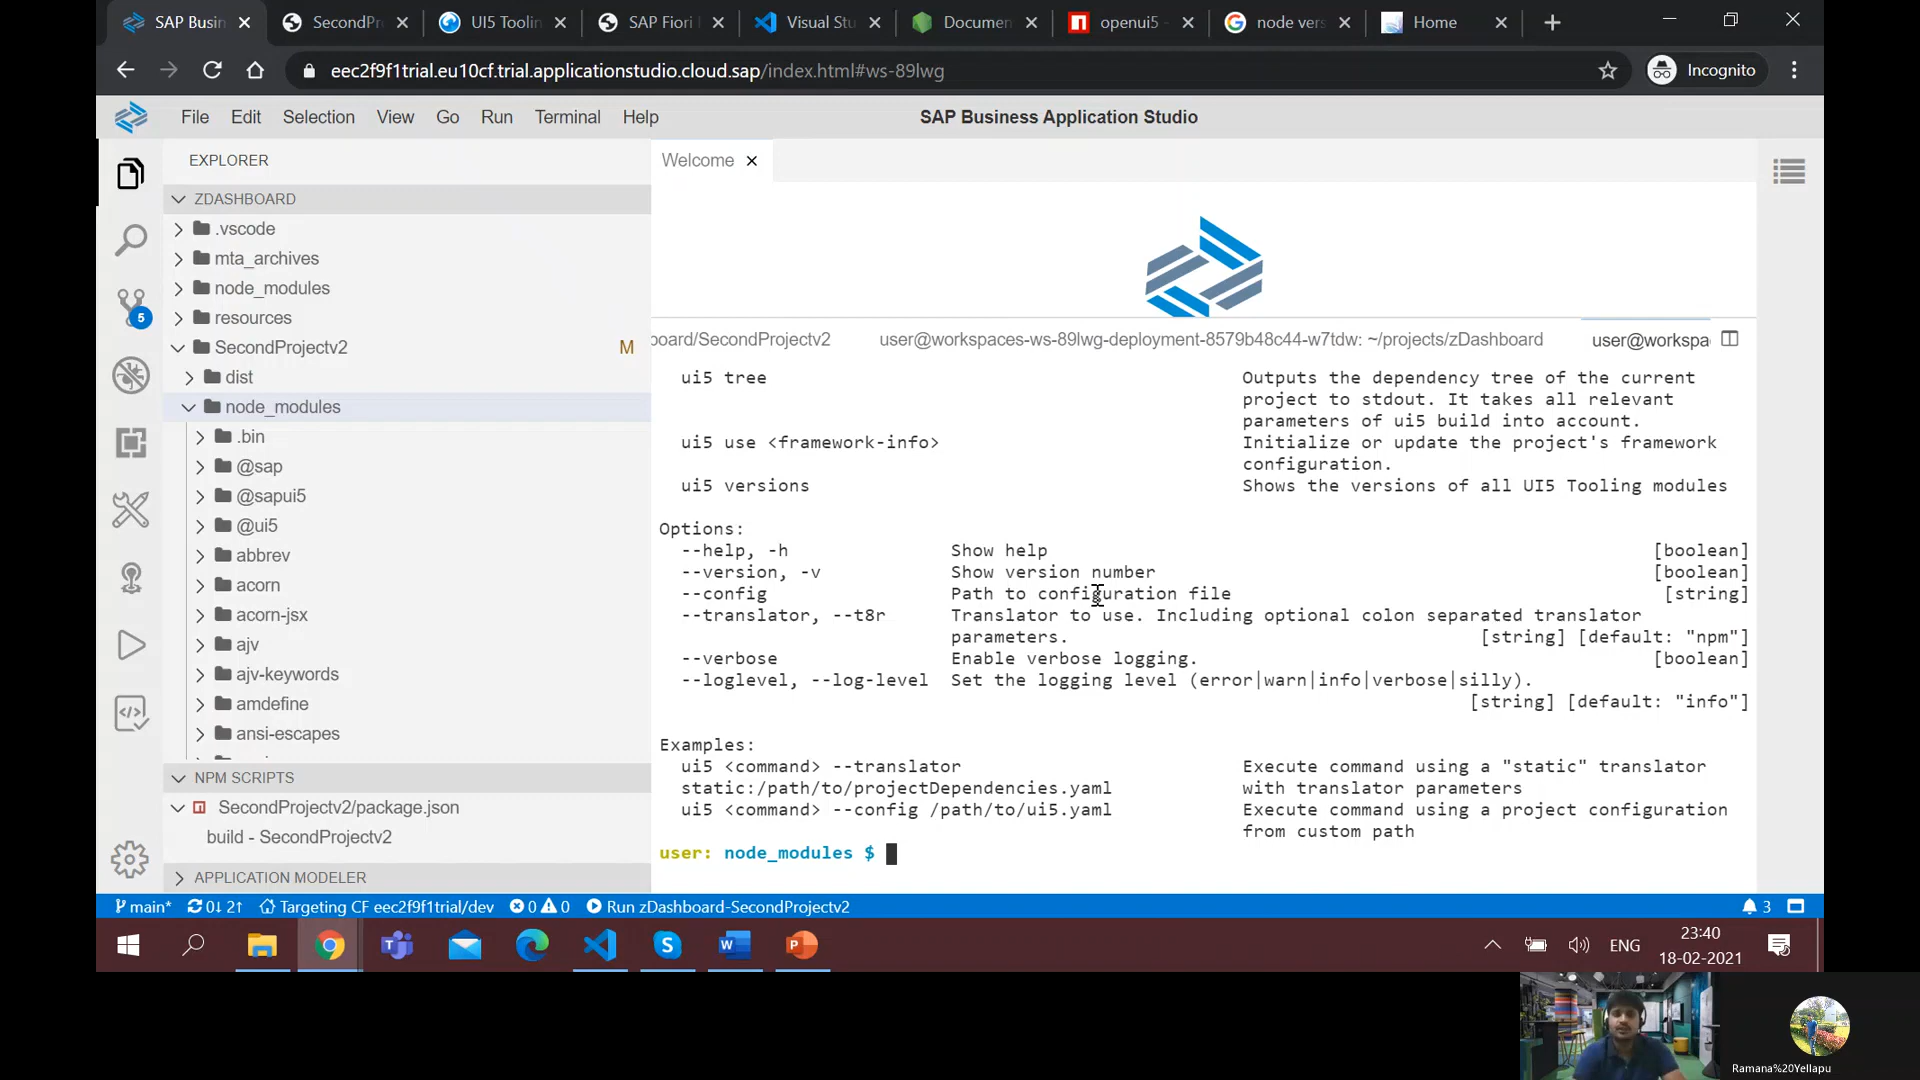 SAP Busin
SecondPr
UI5 Toolin
SAP Fiori
Visual Stu
Documen
openui5 -
node vers
Home
eec2f9f1trial.eu10cf.trial.applicationstudio.cloud.sap/index.html#ws-89lwg
Incognito
File Edit Selection View Go Run Terminal Help
SAP Business Application Studio
EXPLORER
Welcome
ZDASHBOARD
.vscode
mta_archives
node_modules
resources
SecondProjectv2 M
5
dist
node_modules
.bin
@sap
@sapui5
@ui5
abbrev
acorn
acorn-jsx
ajv
ajv-keywords
amdefine
ansi-escapes
NPM SCRIPTS
SecondProjectv2/package.json
build - SecondProjectv2
APPLICATION MODELER
board/SecondProjectv2 user@workspaces-ws-89lwg-deployment-8579b48c44-w7tdw: ~/projects/zDashboard user@workspa
ui5 tree Outputs the dependency tree of the current
project to stdout. It takes all relevant
parameters of ui5 build into account.
ui5 use <framework-info> Initialize or update the project's framework
configuration.
ui5 versions Shows the versions of all UI5 Tooling modules
Options:
--help, -h Show help [boolean]
--version, -v Show version number [boolean]
--config Path to configuration file [string]
--translator, --t8r Translator to use. Including optional colon separated translator
parameters. [string] [default: "npm"]
--verbose Enable verbose logging. [boolean]
--loglevel, --log-level Set the logging level (error|warn|info|verbose|silly).
[string] [default: "info"]
Examples:
ui5 <command> --translator Execute command using a "static" translator
static:/path/to/projectDependencies.yaml with translator parameters
ui5 <command> --config /path/to/ui5.yaml Execute command using a project configuration
from custom path
user: node_modules $
main* 0↓ 2↑ Targeting CF eec2f9f1trial/dev 0 0 Run zDashboard-SecondProjectv2 3
ENG
23:40
18-02-2021
Ramana%20Yellapu